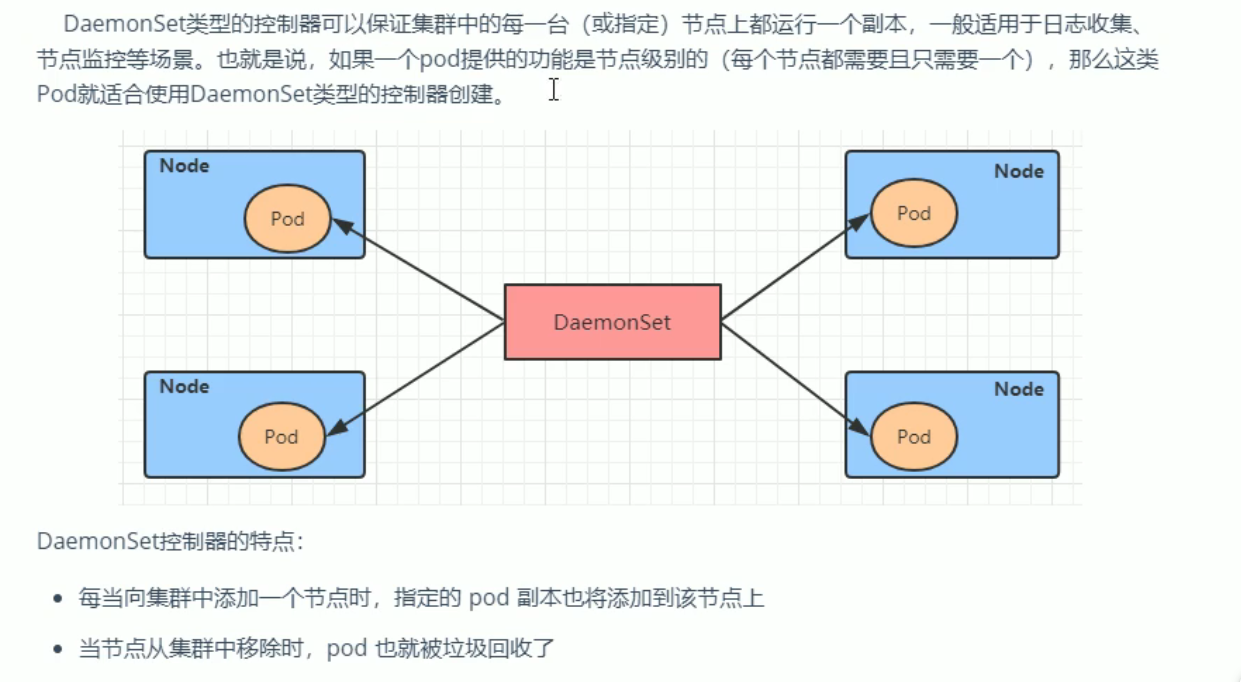 DaemonSet类型的控制器可以保证集群中的每一台（或指定）节点上都运行一个副本，一般适用于日志收集、
节点监控等场景。也就是说，如果一个pod提供的功能是节点级别的（每个节点都需要且只需要一个），那么这类
Pod就适合使用DaemonSet类型的控制器创建。
Node
Node
Pod
Pod
DaemonSet
Node
Node
Pod
Pod
DaemonSet控制器的特点：
• 每当向集群中添加一个节点时，指定的 pod 副本也将添加到该节点上
• 当节点从集群中移除时，pod 也就被垃圾回收了